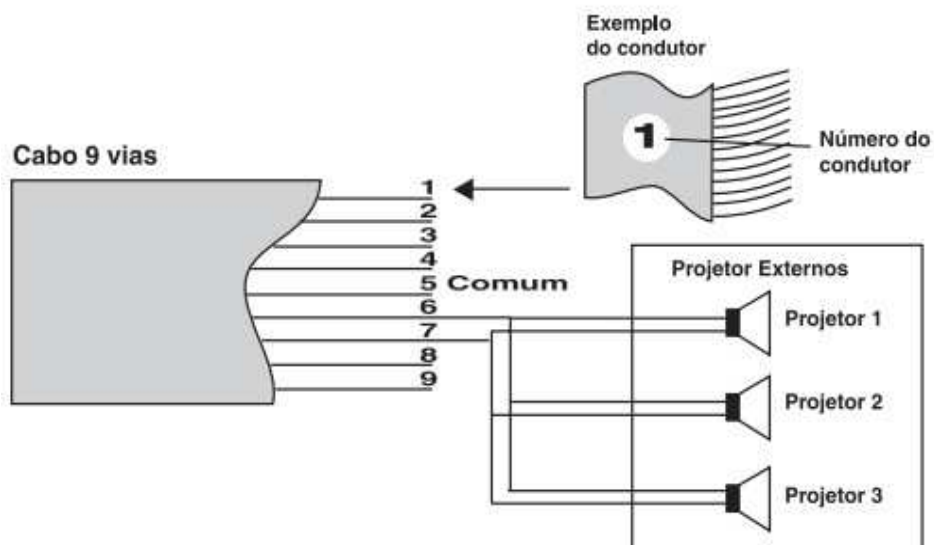 Exemplo
do condutor
1
Número do
condutor
Cabo 9 vias
1
2
3
4
5 Comum
6
7
8
9
Projetor Externos
Projetor 1
Projetor 2
Projetor 3